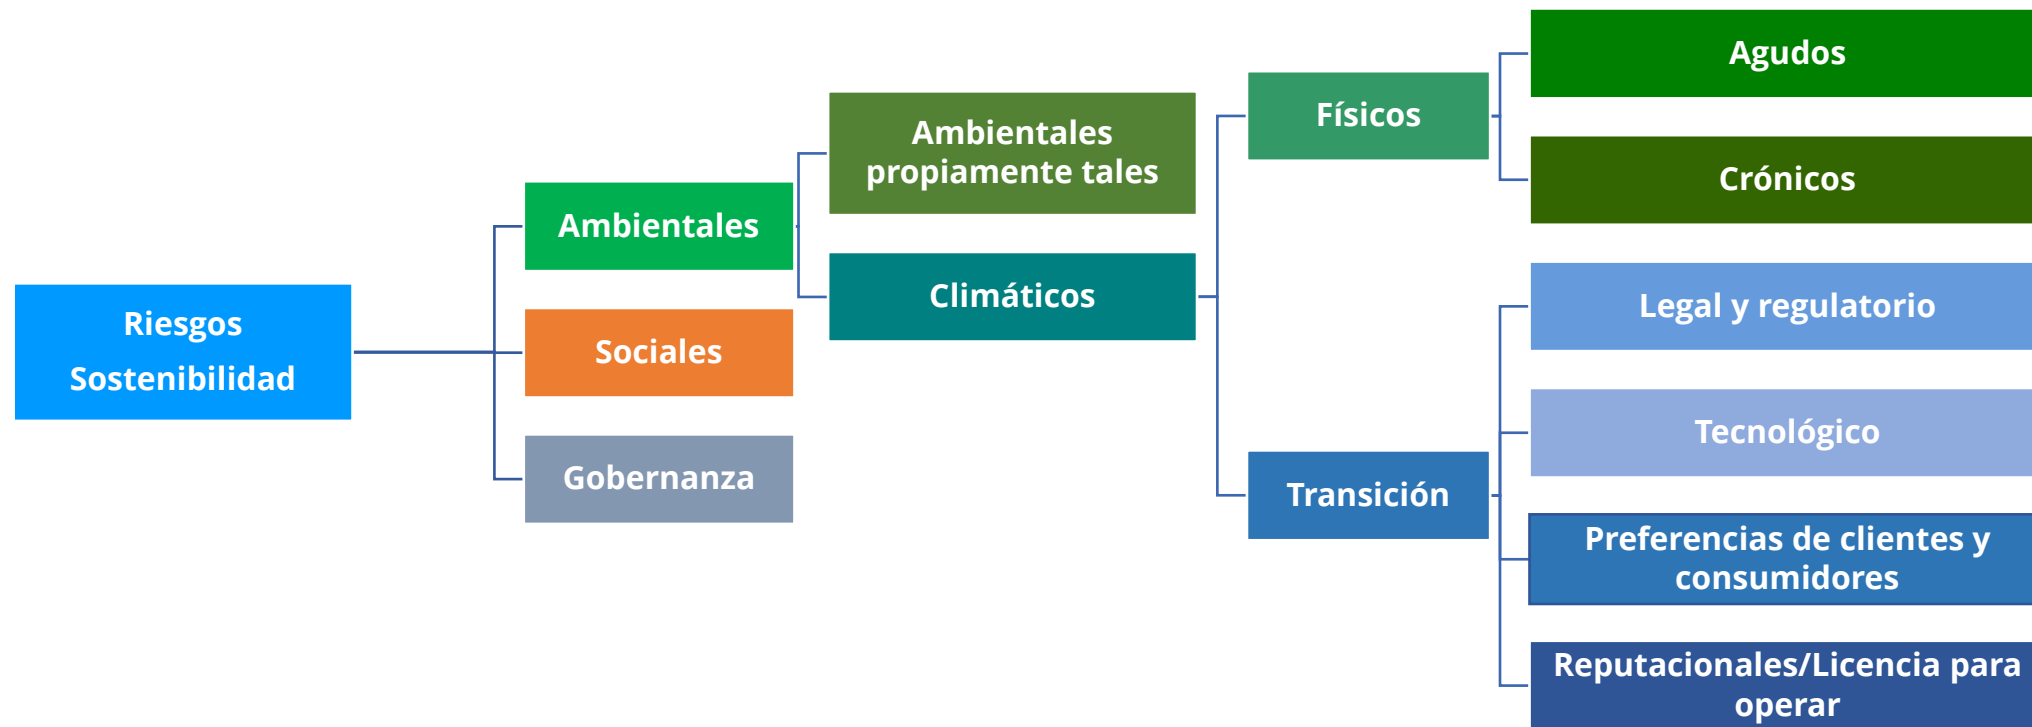 Riesgos
Sostenibilidad
Ambientales
Sociales
Gobernanza
Ambientales
propiamente tales
Climáticos
Físicos
Transición
Agudos
Crónicos
Legal y regulatorio
Tecnológico
Preferencias de clientes y
consumidores
Reputacionales/Licencia para
operar